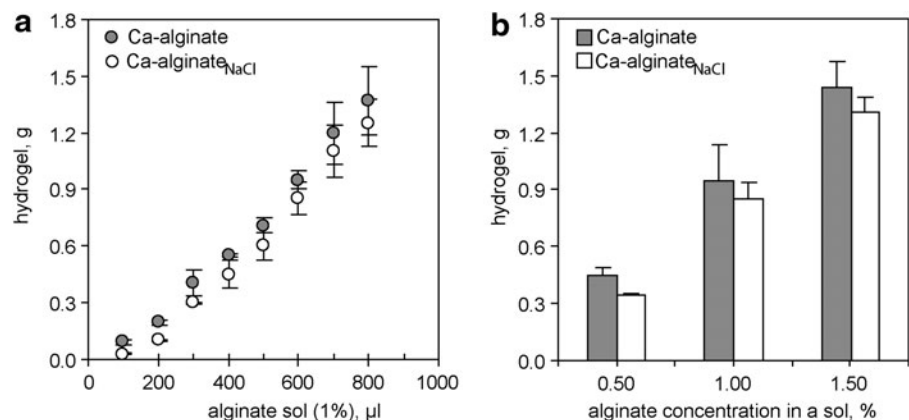 a
Ca-alginate
Ca-alginateNaCl
hydrogel, g
1.8
1.5
1.2
0.9
0.6
0.3
0.0
0 200 400 600 800 1000
alginate sol (1%), µl
b
Ca-alginate
Ca-alginateNaCl
hydrogel, g
1.8
1.5
1.2
0.9
0.6
0.3
0.0
0.50 1.00 1.50
alginate concentration in a sol, %